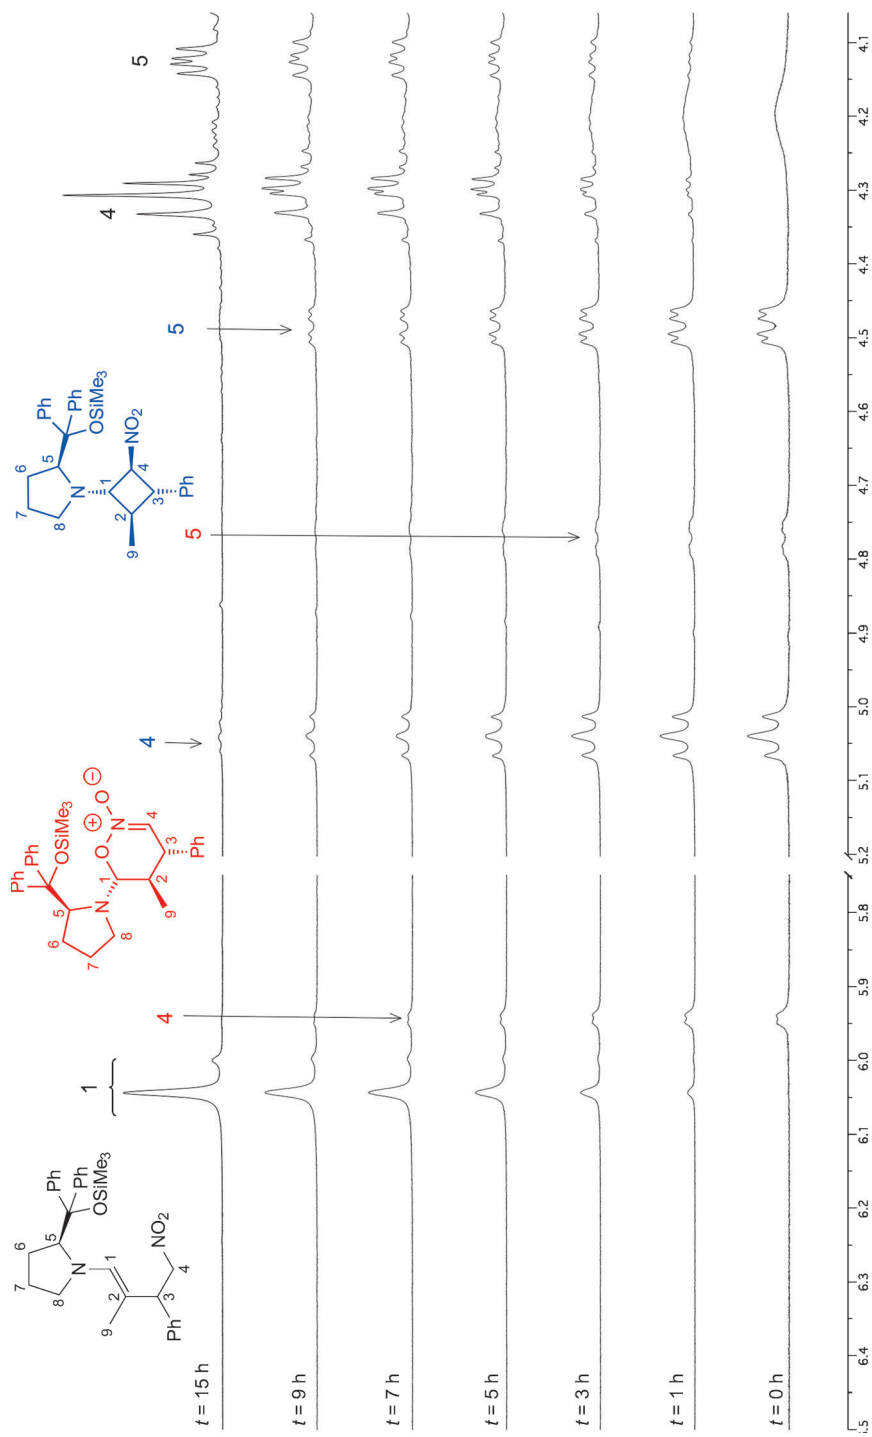 7
6
5
Ph
Ph
OSiMe3
8
N
1
2
9
3
4
Ph
NO2
Ph
Ph
OSiMe3
5
6
7
8
N
1
O
⊕
N
O
⊖
4
2
3
9
Ph
6
7
5
Ph
Ph
OSiMe3
8
N
1
NO2
4
2
3
9
Ph
1
4
4
5
5
4
5
t = 15 h
t = 9 h
t = 7 h
t = 5 h
t = 3 h
t = 1 h
t = 0 h
6.5 6.4 6.3 6.2 6.1 6.0 5.9 5.8 5.2 5.1 5.0 4.9 4.8 4.7 4.6 4.5 4.4 4.3 4.2 4.1